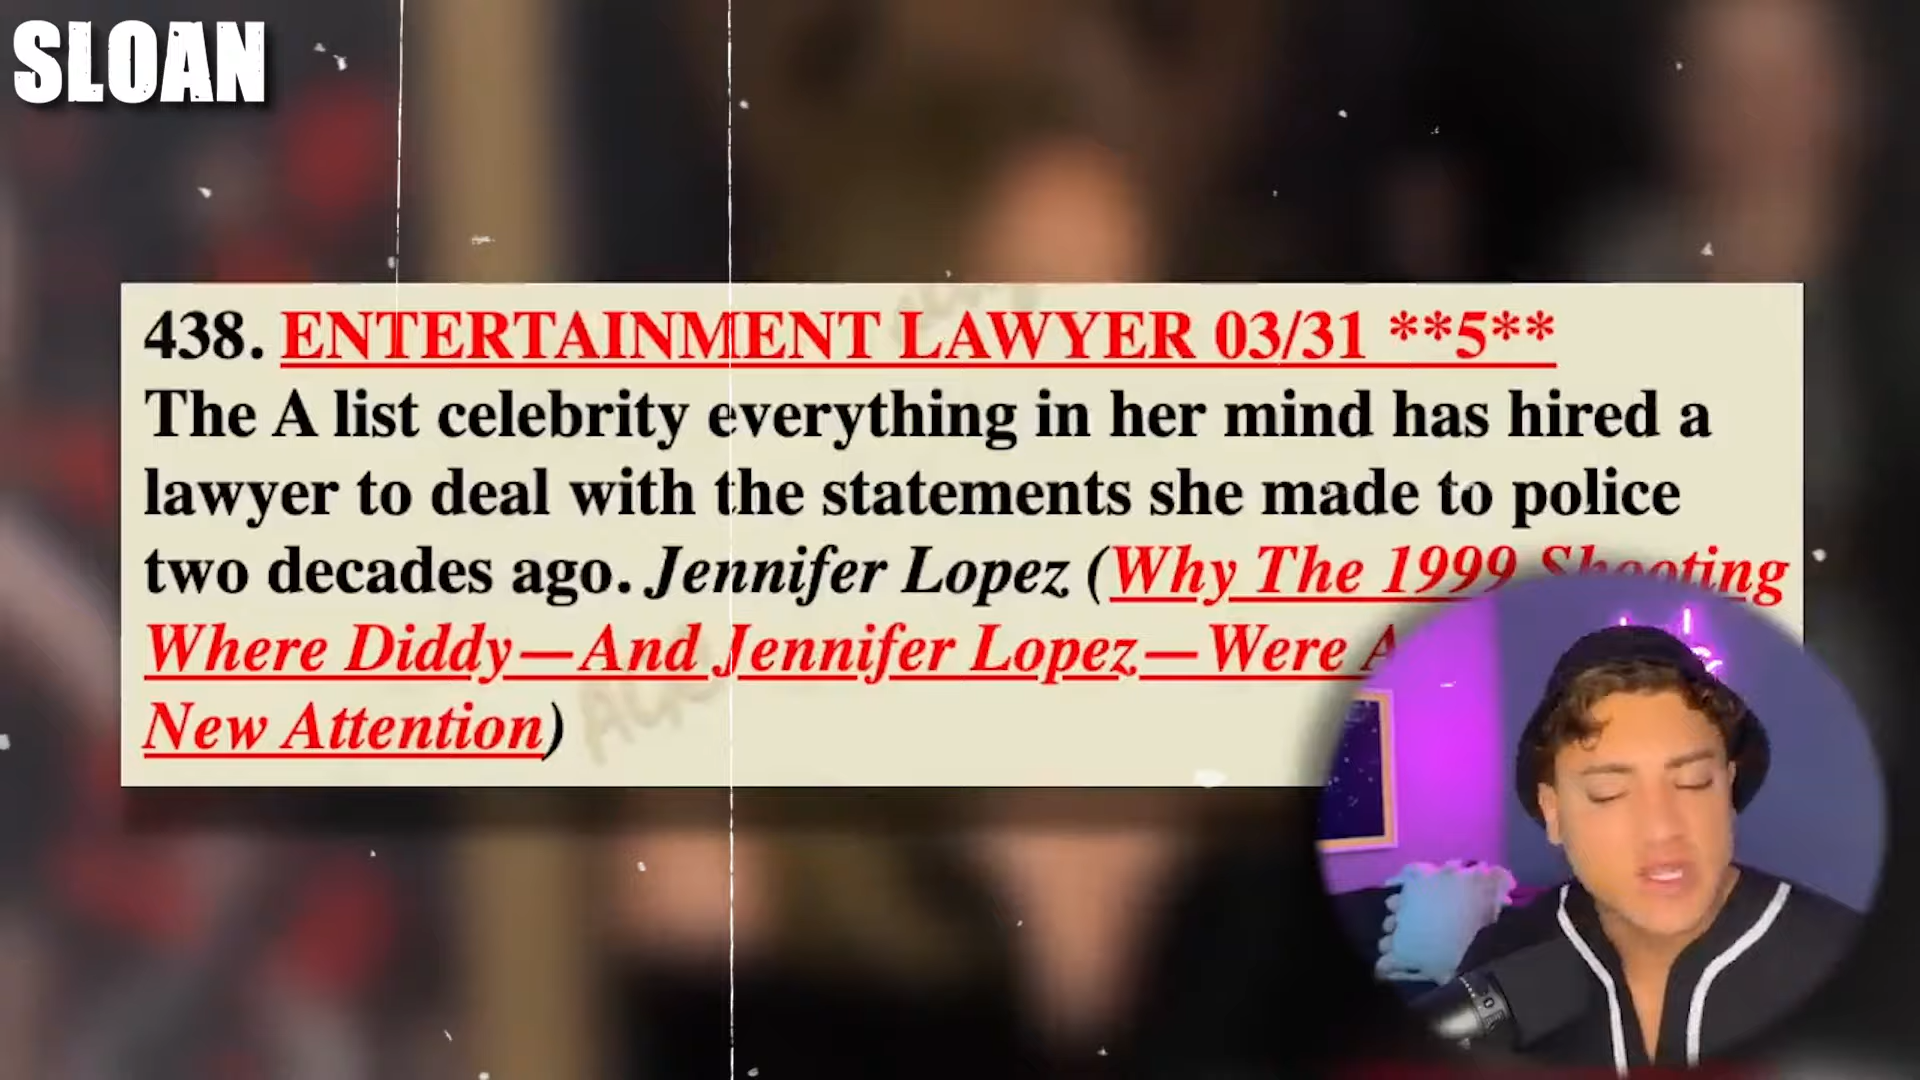 SLOAN
438. ENTERTAINMENT LAWYER 03/31 **5**
The A list celebrity everything in her mind has hired a
lawyer to deal with the statements she made to police
two decades ago. Jennifer Lopez (Why The 1999 Shooting
Where Diddy—And Jennifer Lopez—Were
New Attention)